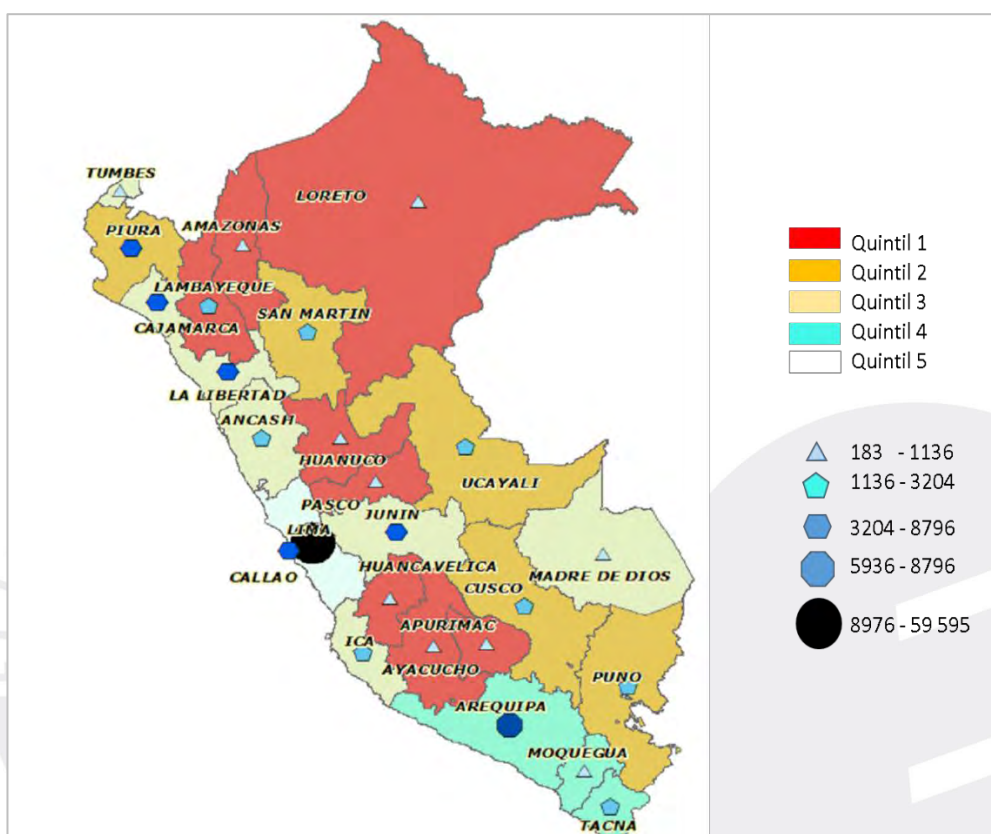 TUMBES
LORETO
PIURA
AMAZONAS
LAMBAYEQUE
SAN MARTIN
CAJAMARCA
LA LIBERTAD
ANCASH
HUANUCO
UCAYALI
PASCO
JUNIN
LIMA
HUANCAVELICA
MADRE DE DIOS
CALLAO
CUSCO
APURIMAC
ICA
AYACUCHO
PUNO
AREQUIPA
MOQUEGUA
TACNA
Quintil 1
Quintil 2
Quintil 3
Quintil 4
Quintil 5
183 - 1136
1136 - 3204
3204 - 8796
5936 - 8796
8976 - 59 595